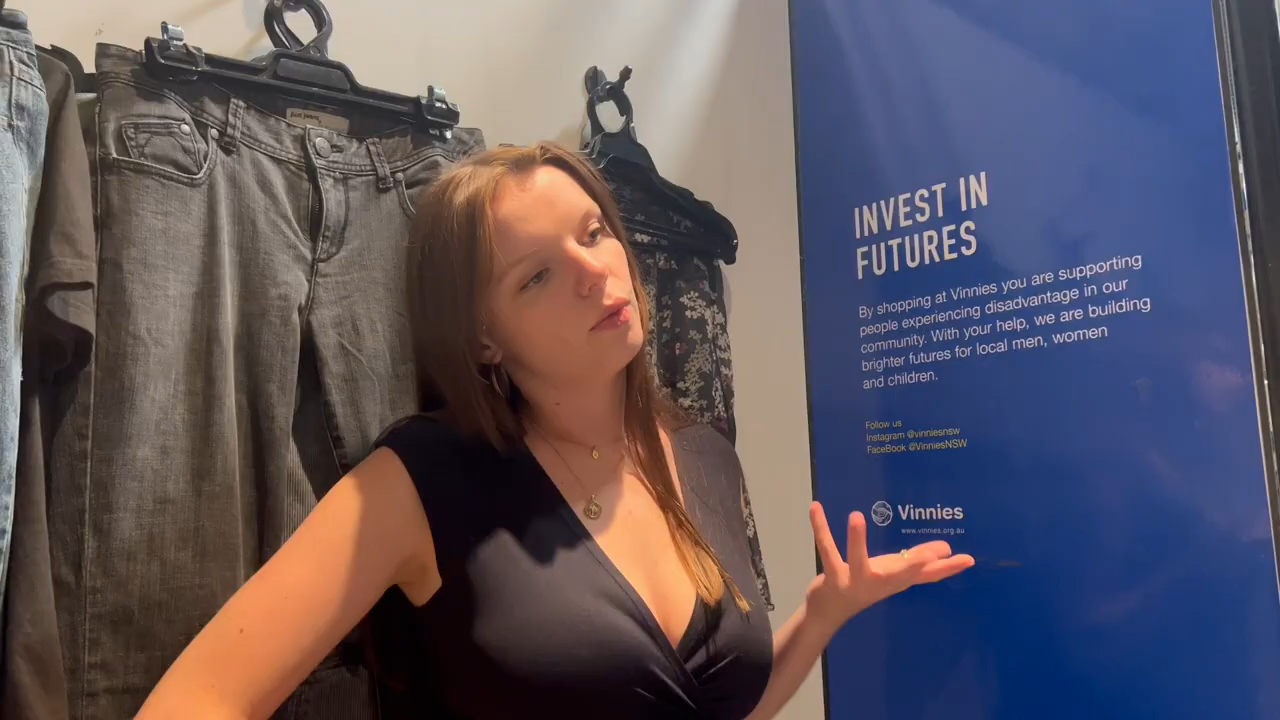 INVEST IN
FUTURES
By shopping at Vinnies you are supporting
people experiencing disadvantage in our
community. With your help, we are building
brighter futures for local men, women
and children.
Follow us
Instagram @vinniesnsw
FaceBook @VinniesNSW
Vinnies
www.vinnies.org.au